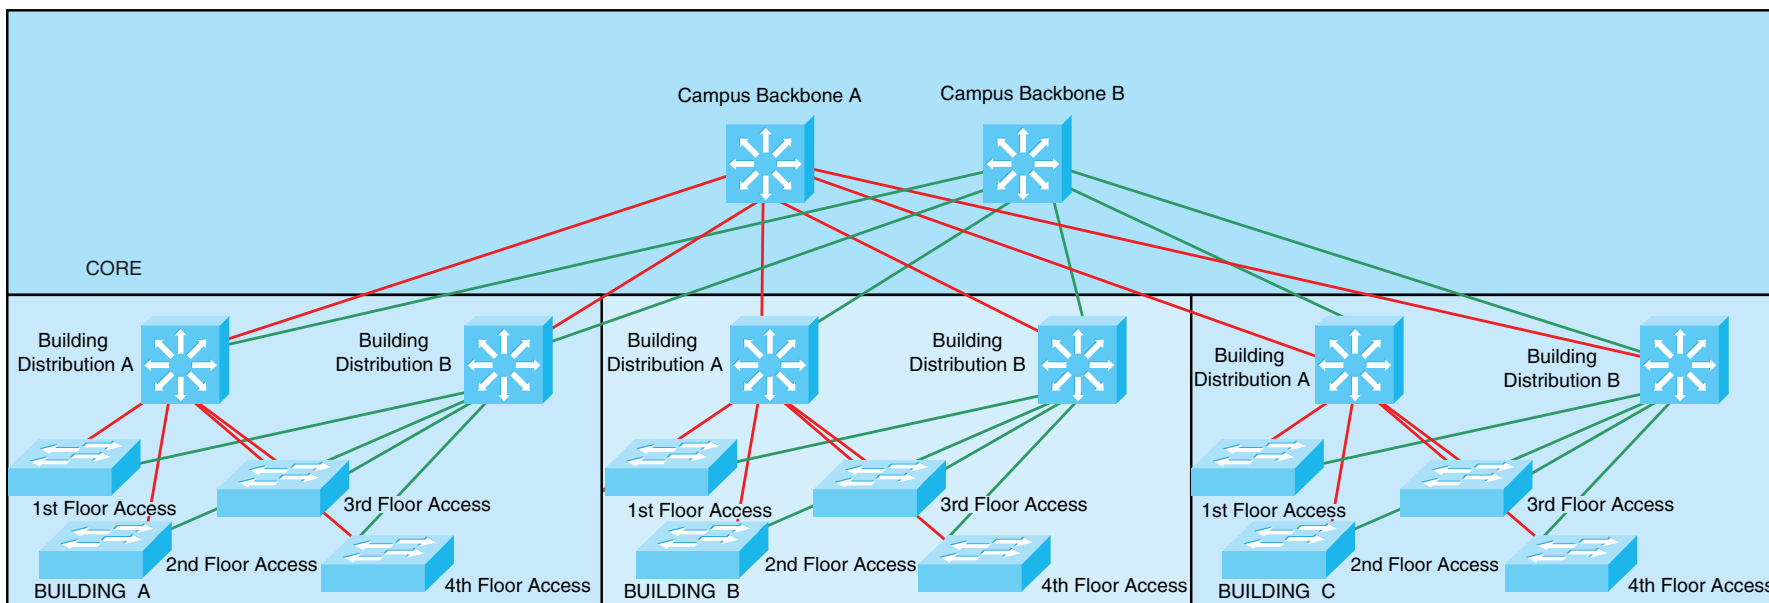 Campus Backbone A
Campus Backbone B
CORE
Building
Distribution A
Building
Distribution B
1st Floor Access
3rd Floor Access
2nd Floor Access
4th Floor Access
BUILDING A
Building
Distribution A
Building
Distribution B
1st Floor Access
3rd Floor Access
2nd Floor Access
4th Floor Access
BUILDING B
Building
Distribution A
Building
Distribution B
1st Floor Access
3rd Floor Access
2nd Floor Access
4th Floor Access
BUILDING C